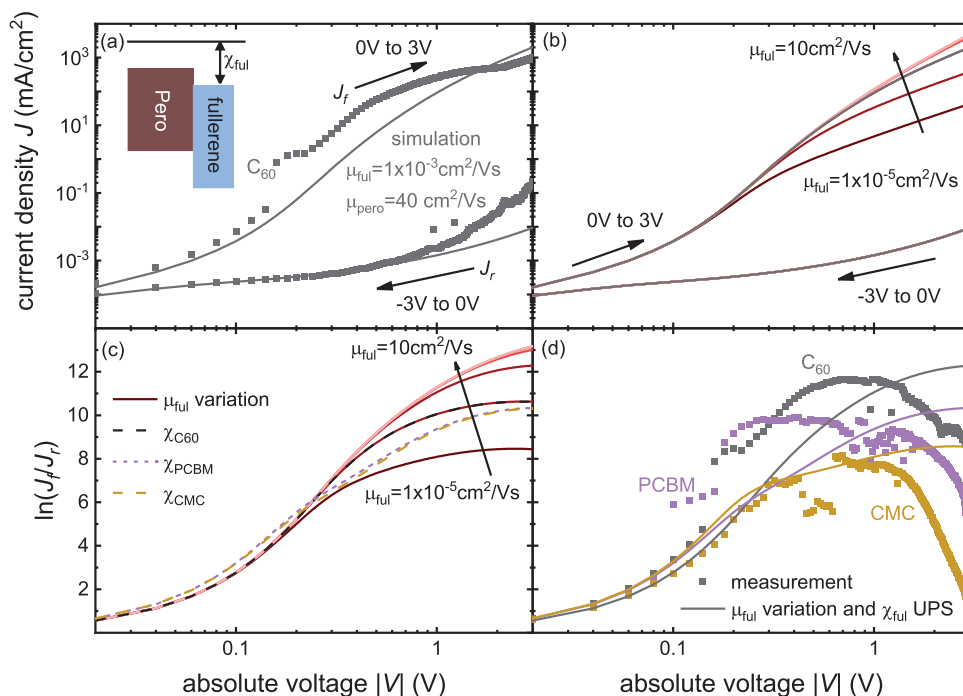 (a)
χful
Pero
fullerene
0V to 3V
Jf
C60
simulation
μful=1x10-3cm2/Vs
μpero=40 cm2/Vs
Jr
-3V to 0V
103
101
10-1
10-3
current density J (mA/cm2)
(b)
μful=10cm2/Vs
μful=1x10-5cm2/Vs
0V to 3V
-3V to 0V
(c)
μful=10cm2/Vs
μful variation
χC60
χPCBM
χCMC
μful=1x10-5cm2/Vs
12
10
8
6
4
2
ln(Jf/Jr)
0.1
1
absolute voltage |V| (V)
(d)
C60
PCBM
CMC
measurement
μful variation and χful UPS
0.1
1
absolute voltage |V| (V)